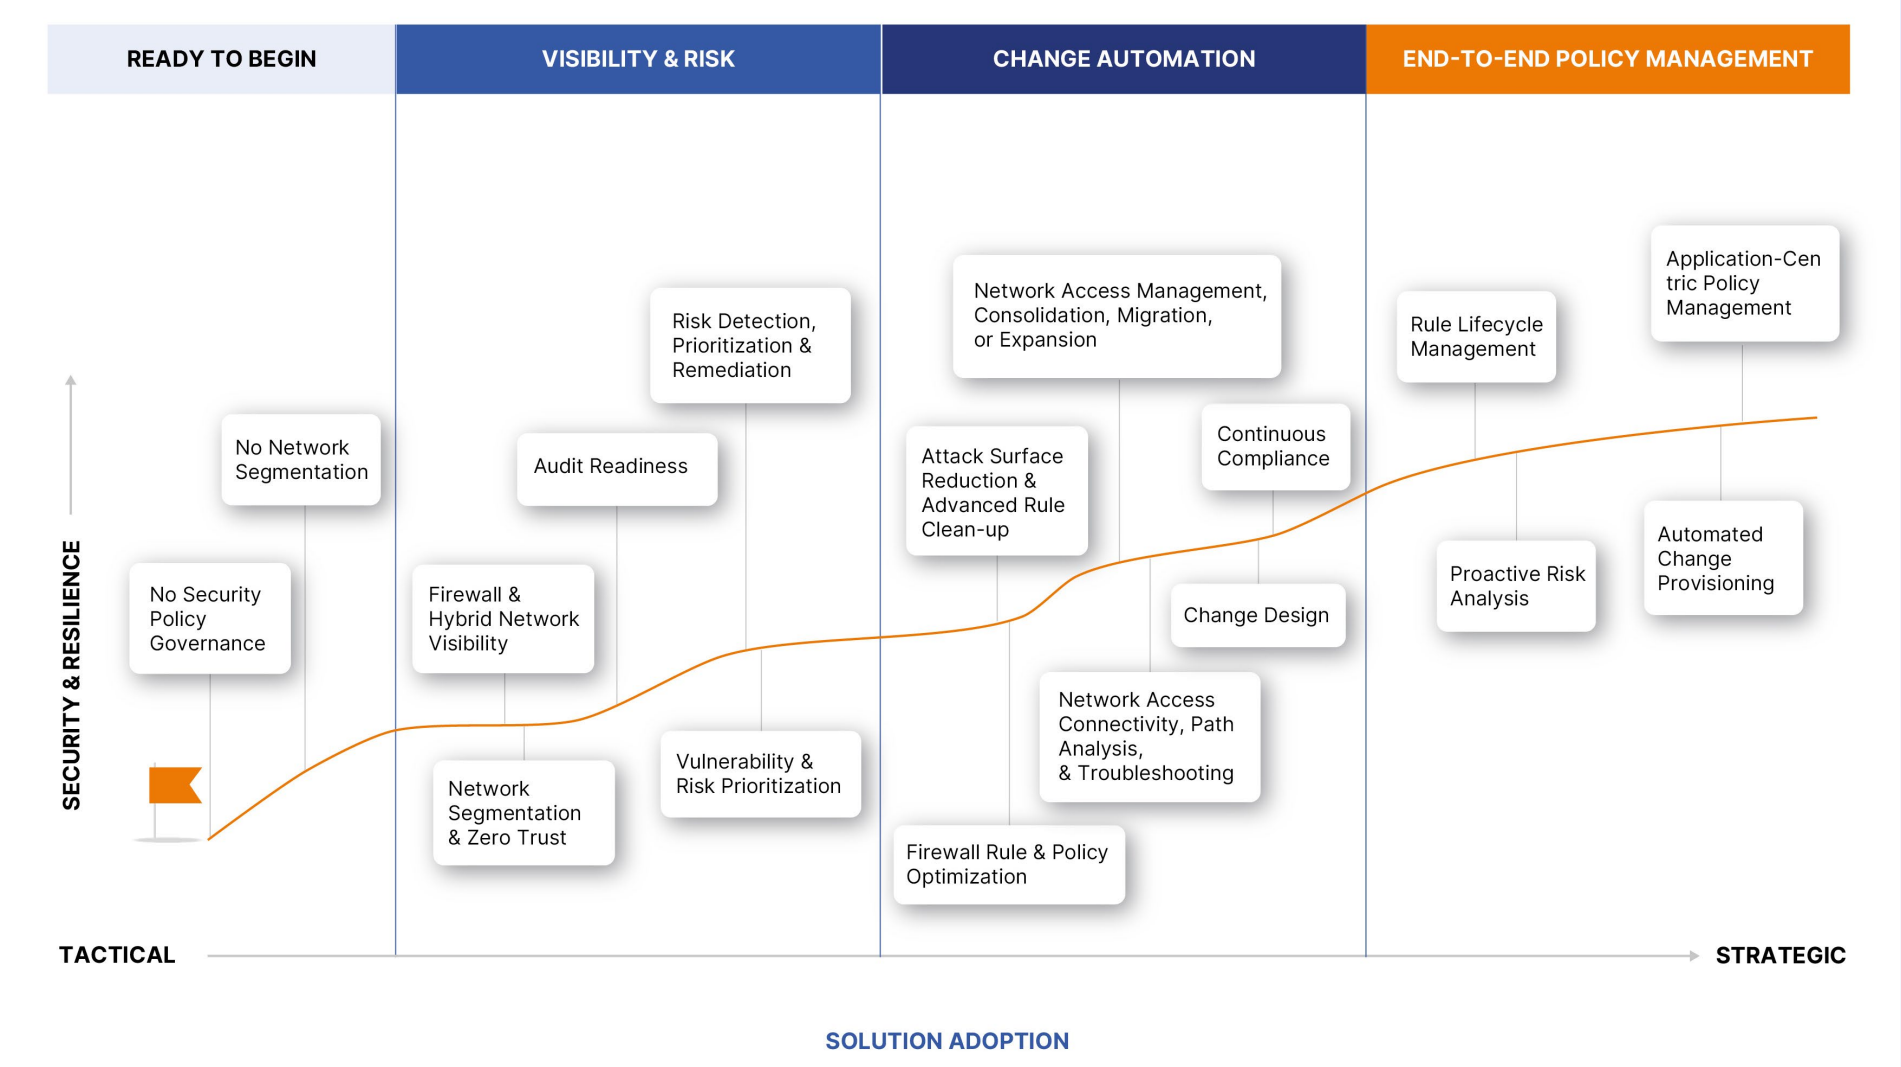 READY TO BEGIN
VISIBILITY & RISK
CHANGE AUTOMATION
END-TO-END POLICY MANAGEMENT
SECURITY & RESILIENCE
No Security
Policy
Governance
No Network
Segmentation
Firewall &
Hybrid Network
Visibility
Network
Segmentation
& Zero Trust
Audit Readiness
Risk Detection,
Prioritization &
Remediation
Vulnerability &
Risk Prioritization
Attack Surface
Reduction &
Advanced Rule
Clean-up
Firewall Rule & Policy
Optimization
Network Access Management,
Consolidation, Migration,
or Expansion
Network Access
Connectivity, Path
Analysis,
& Troubleshooting
Continuous
Compliance
Change Design
Rule Lifecycle
Management
Proactive Risk
Analysis
Application-Cen
tric Policy
Management
Automated
Change
Provisioning
TACTICAL
STRATEGIC
SOLUTION ADOPTION